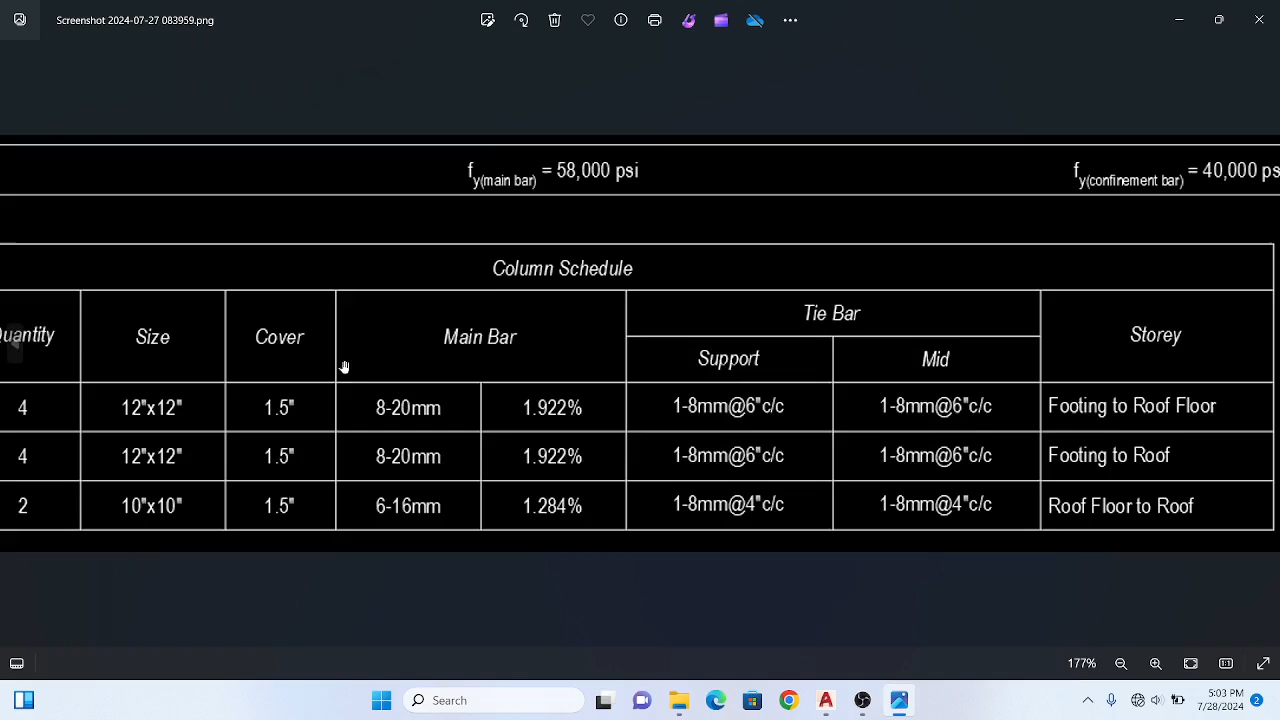 Screenshot 2024-07-27 083959.png
fy(main bar) = 58,000 psi
fy(confinement bar) = 40,000 ps
Column Schedule
Quantity Size Cover Main Bar Tie Bar Storey
Support Mid
4 12"x12" 1.5" 8-20mm 1.922% 1-8mm@6"c/c 1-8mm@6"c/c Footing to Roof Floor
4 12"x12" 1.5" 8-20mm 1.922% 1-8mm@6"c/c 1-8mm@6"c/c Footing to Roof
2 10"x10" 1.5" 6-16mm 1.284% 1-8mm@4"c/c 1-8mm@4"c/c Roof Floor to Roof
177%
Search
5:03 PM
7/28/2024
2